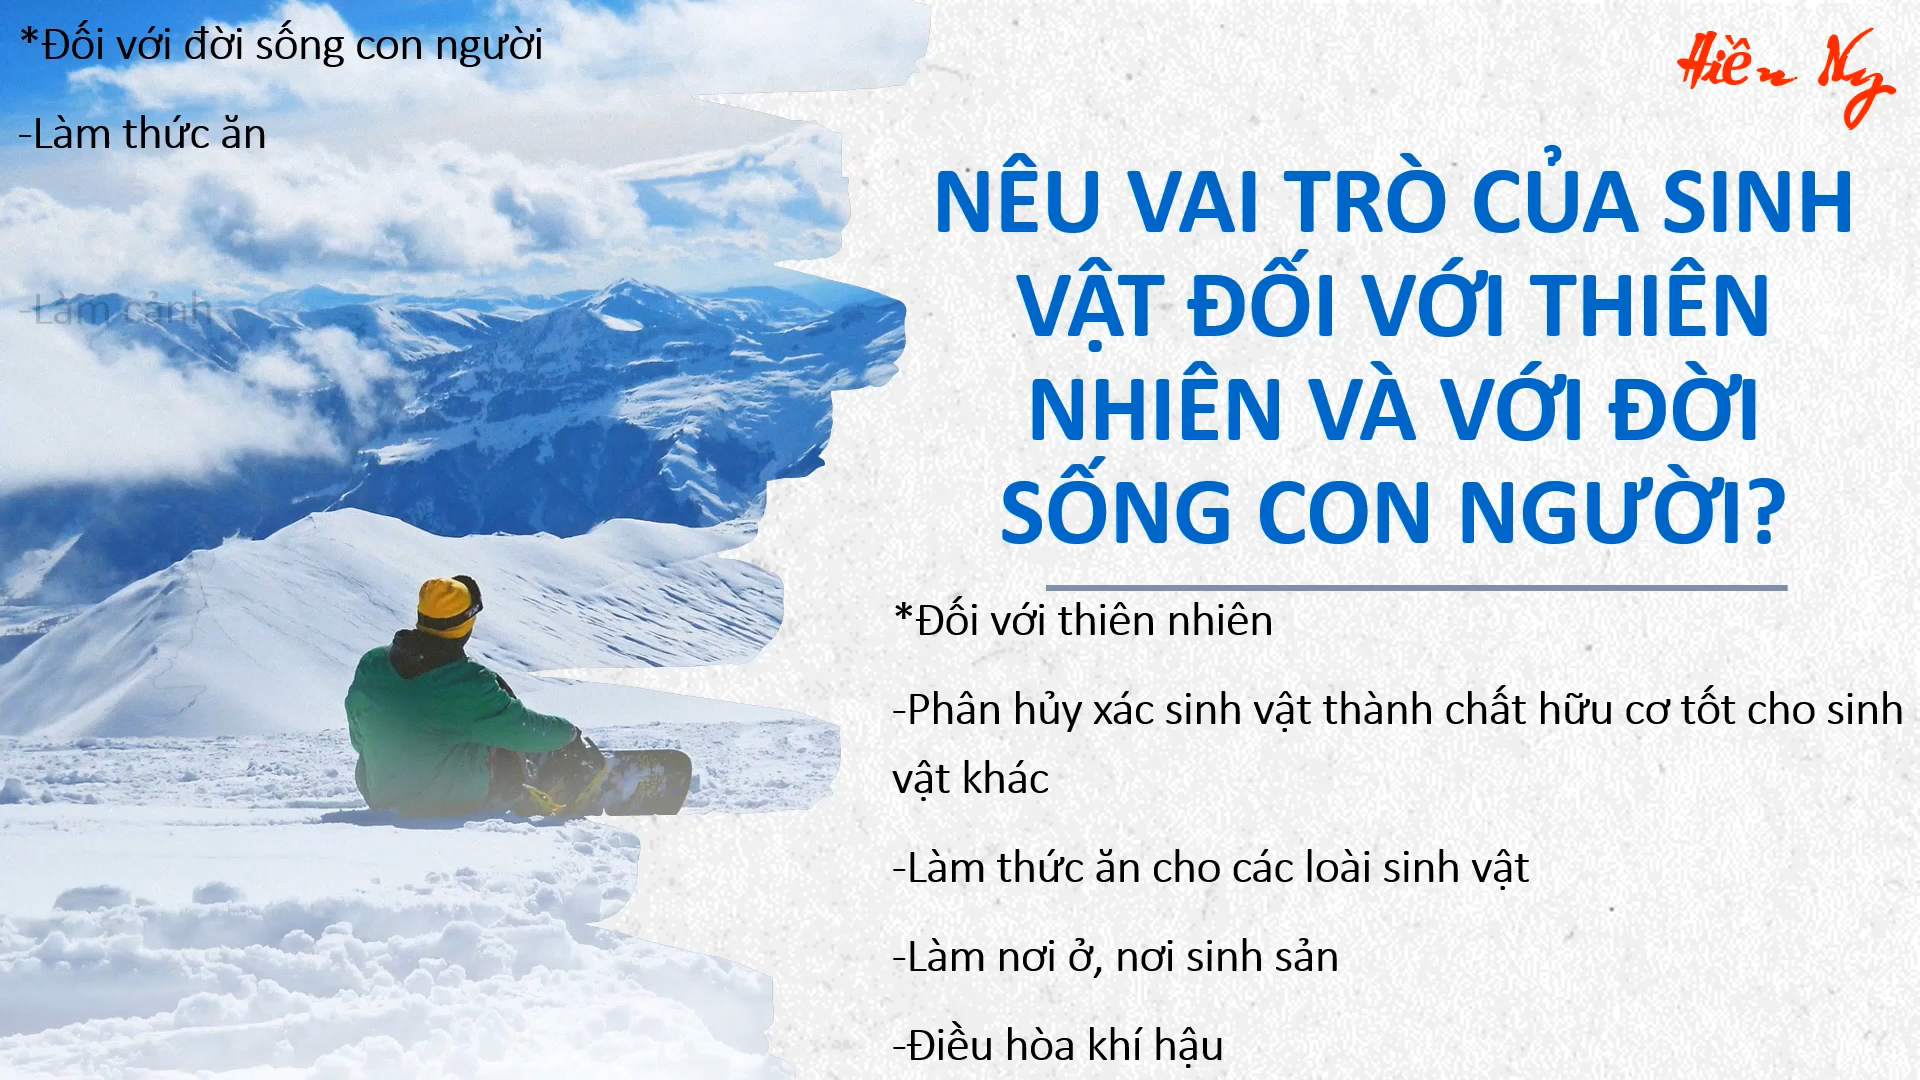 *Đối với đời sống con người
-Làm thức ăn
-Làm cảnh
Hiền Ny
NÊU VAI TRÒ CỦA SINH
VẬT ĐỐI VỚI THIÊN
NHIÊN VÀ VỚI ĐỜI
SỐNG CON NGƯỜI?
*Đối với thiên nhiên
-Phân hủy xác sinh vật thành chất hữu cơ tốt cho sinh
vật khác
-Làm thức ăn cho các loài sinh vật
-Làm nơi ở, nơi sinh sản
-Điều hòa khí hậu